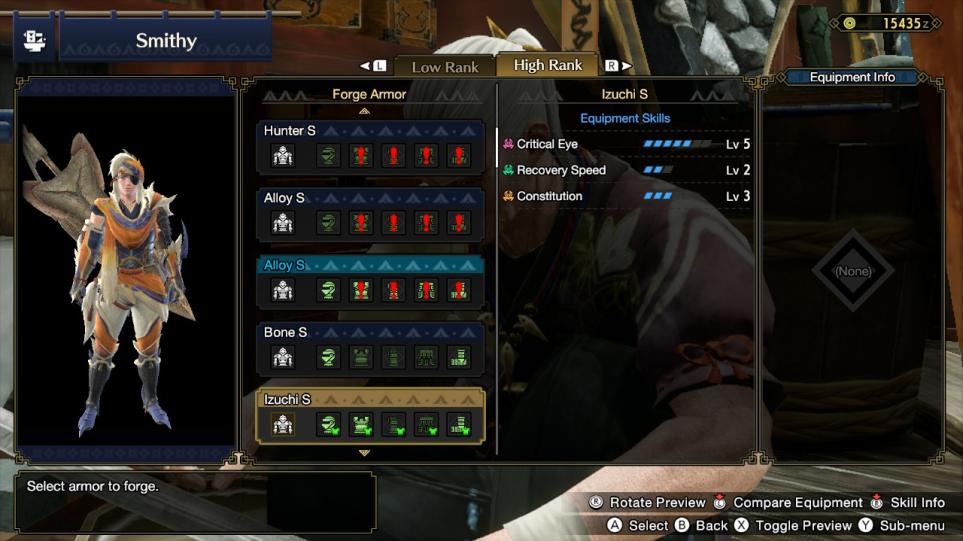 Smithy
15435z
L
Low Rank
High Rank
R
Equipment Info
Forge Armor
Izuchi S
Hunter S
Equipment Skills
Critical Eye Lv 5
Recovery Speed Lv 2
Constitution Lv 3
Alloy S
Alloy S
(None)
Bone S
Izuchi S
Select armor to forge.
R Rotate Preview Compare Equipment Skill Info
A Select B Back X Toggle Preview Y Sub-menu